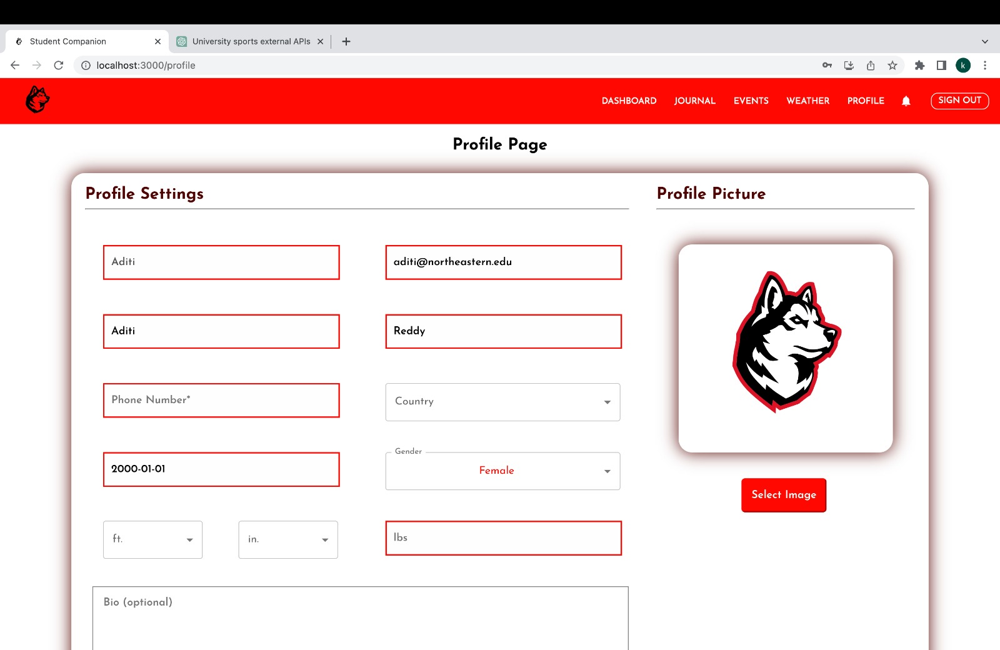 Student Companion
University sports external APIs
localhost:3000/profile
k
DASHBOARD JOURNAL EVENTS WEATHER PROFILE SIGN OUT
Profile Page
Profile Settings
Profile Picture
Aditi
aditi@northeastern.edu
Aditi
Reddy
Phone Number*
Country
2000-01-01
Gender
Female
Select Image
ft.
in.
lbs
Bio (optional)